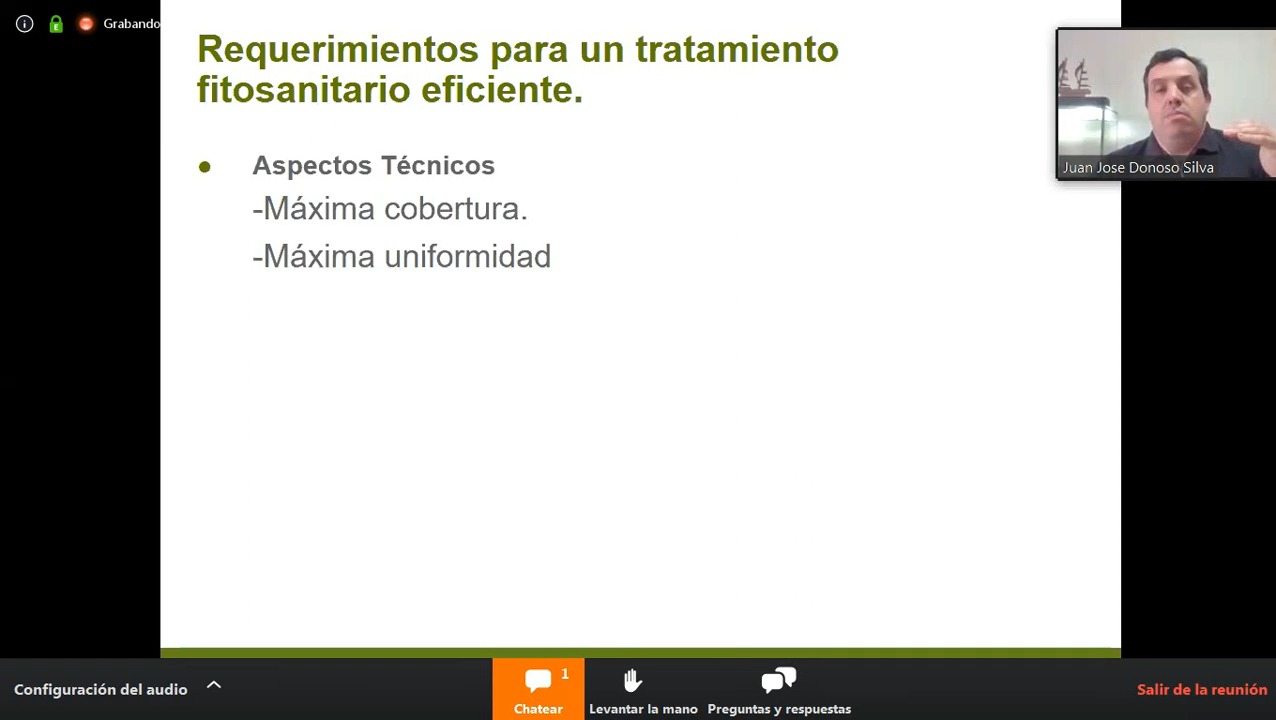 Grabando
Requerimientos para un tratamiento
fitosanitario eficiente.
Aspectos Técnicos
-Máxima cobertura.
-Máxima uniformidad
Juan Jose Donoso Silva
Configuración del audio
1
Chatear
Levantar la mano
Preguntas y respuestas
Salir de la reunión